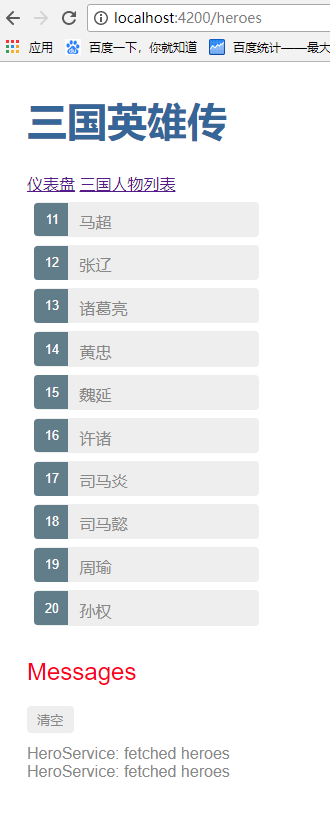 localhost:4200/heroes
应用 百度一下，你就知道 百度统计——最大
三国英雄传
仪表盘 三国人物列表
11 马超
12 张辽
13 诸葛亮
14 黄忠
15 魏延
16 许诸
17 司马炎
18 司马懿
19 周瑜
20 孙权
Messages
清空
HeroService: fetched heroes
HeroService: fetched heroes